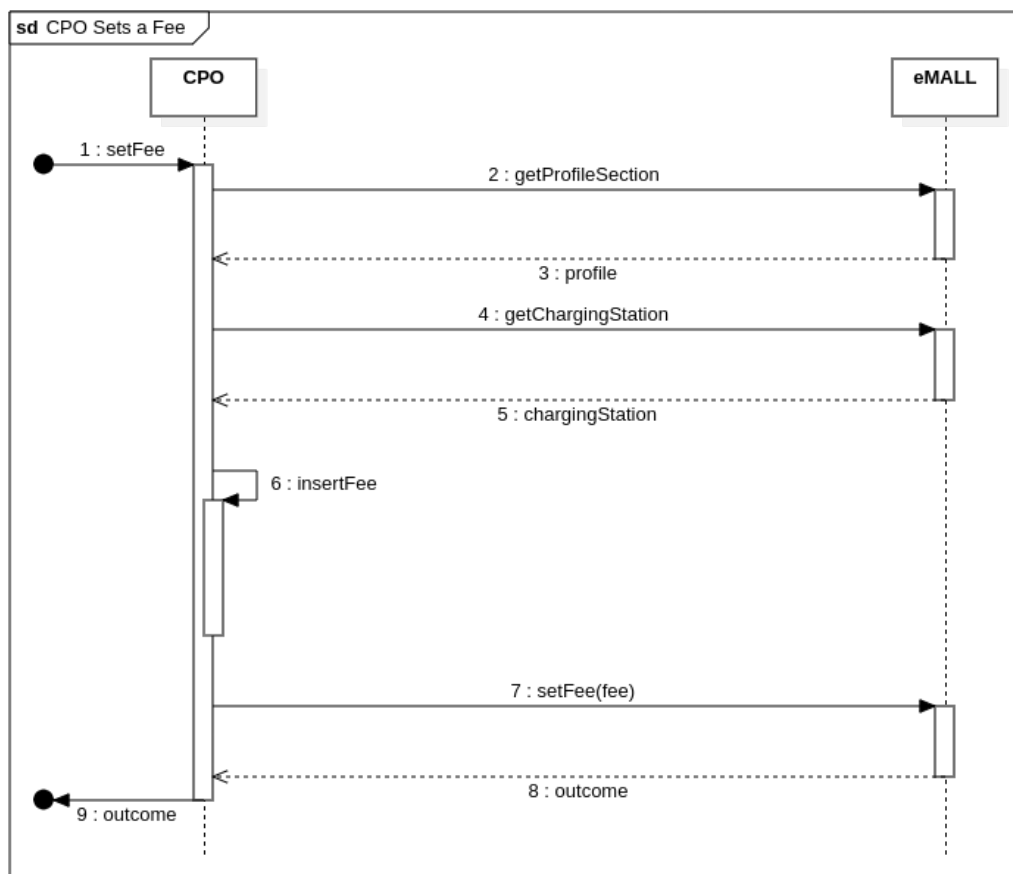 sd CPO Sets a Fee
CPO
eMALL
1 : setFee
2 : getProfileSection
3 : profile
4 : getChargingStation
5 : chargingStation
6 : insertFee
7 : setFee(fee)
8 : outcome
9 : outcome